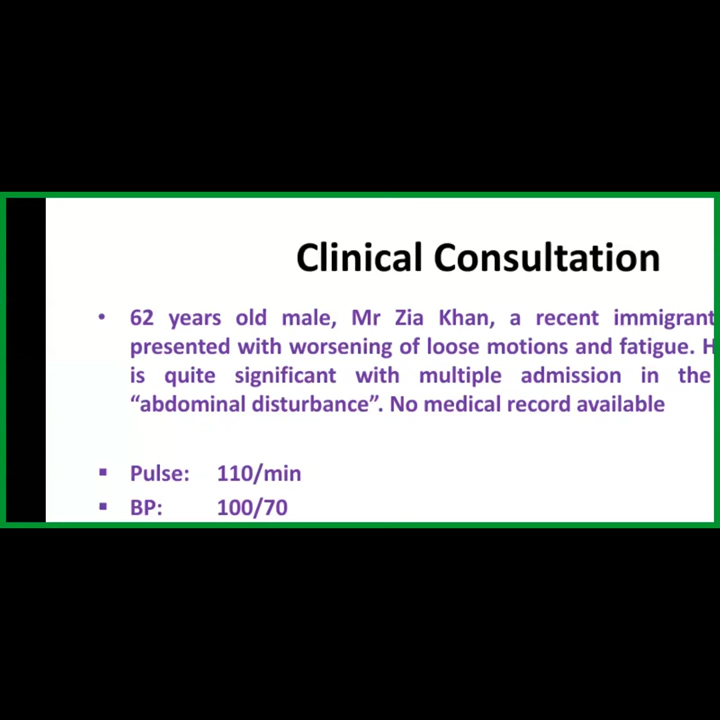 Clinical Consultation
• 62 years old male, Mr Zia Khan, a recent immigrant
presented with worsening of loose motions and fatigue.
is quite significant with multiple admission in the
“abdominal disturbance”. No medical record available
▪ Pulse: 110/min
▪ BP: 100/70